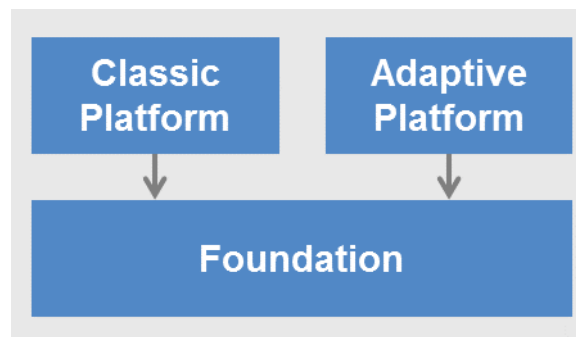 Classic
Platform
Adaptive
Platform
Foundation